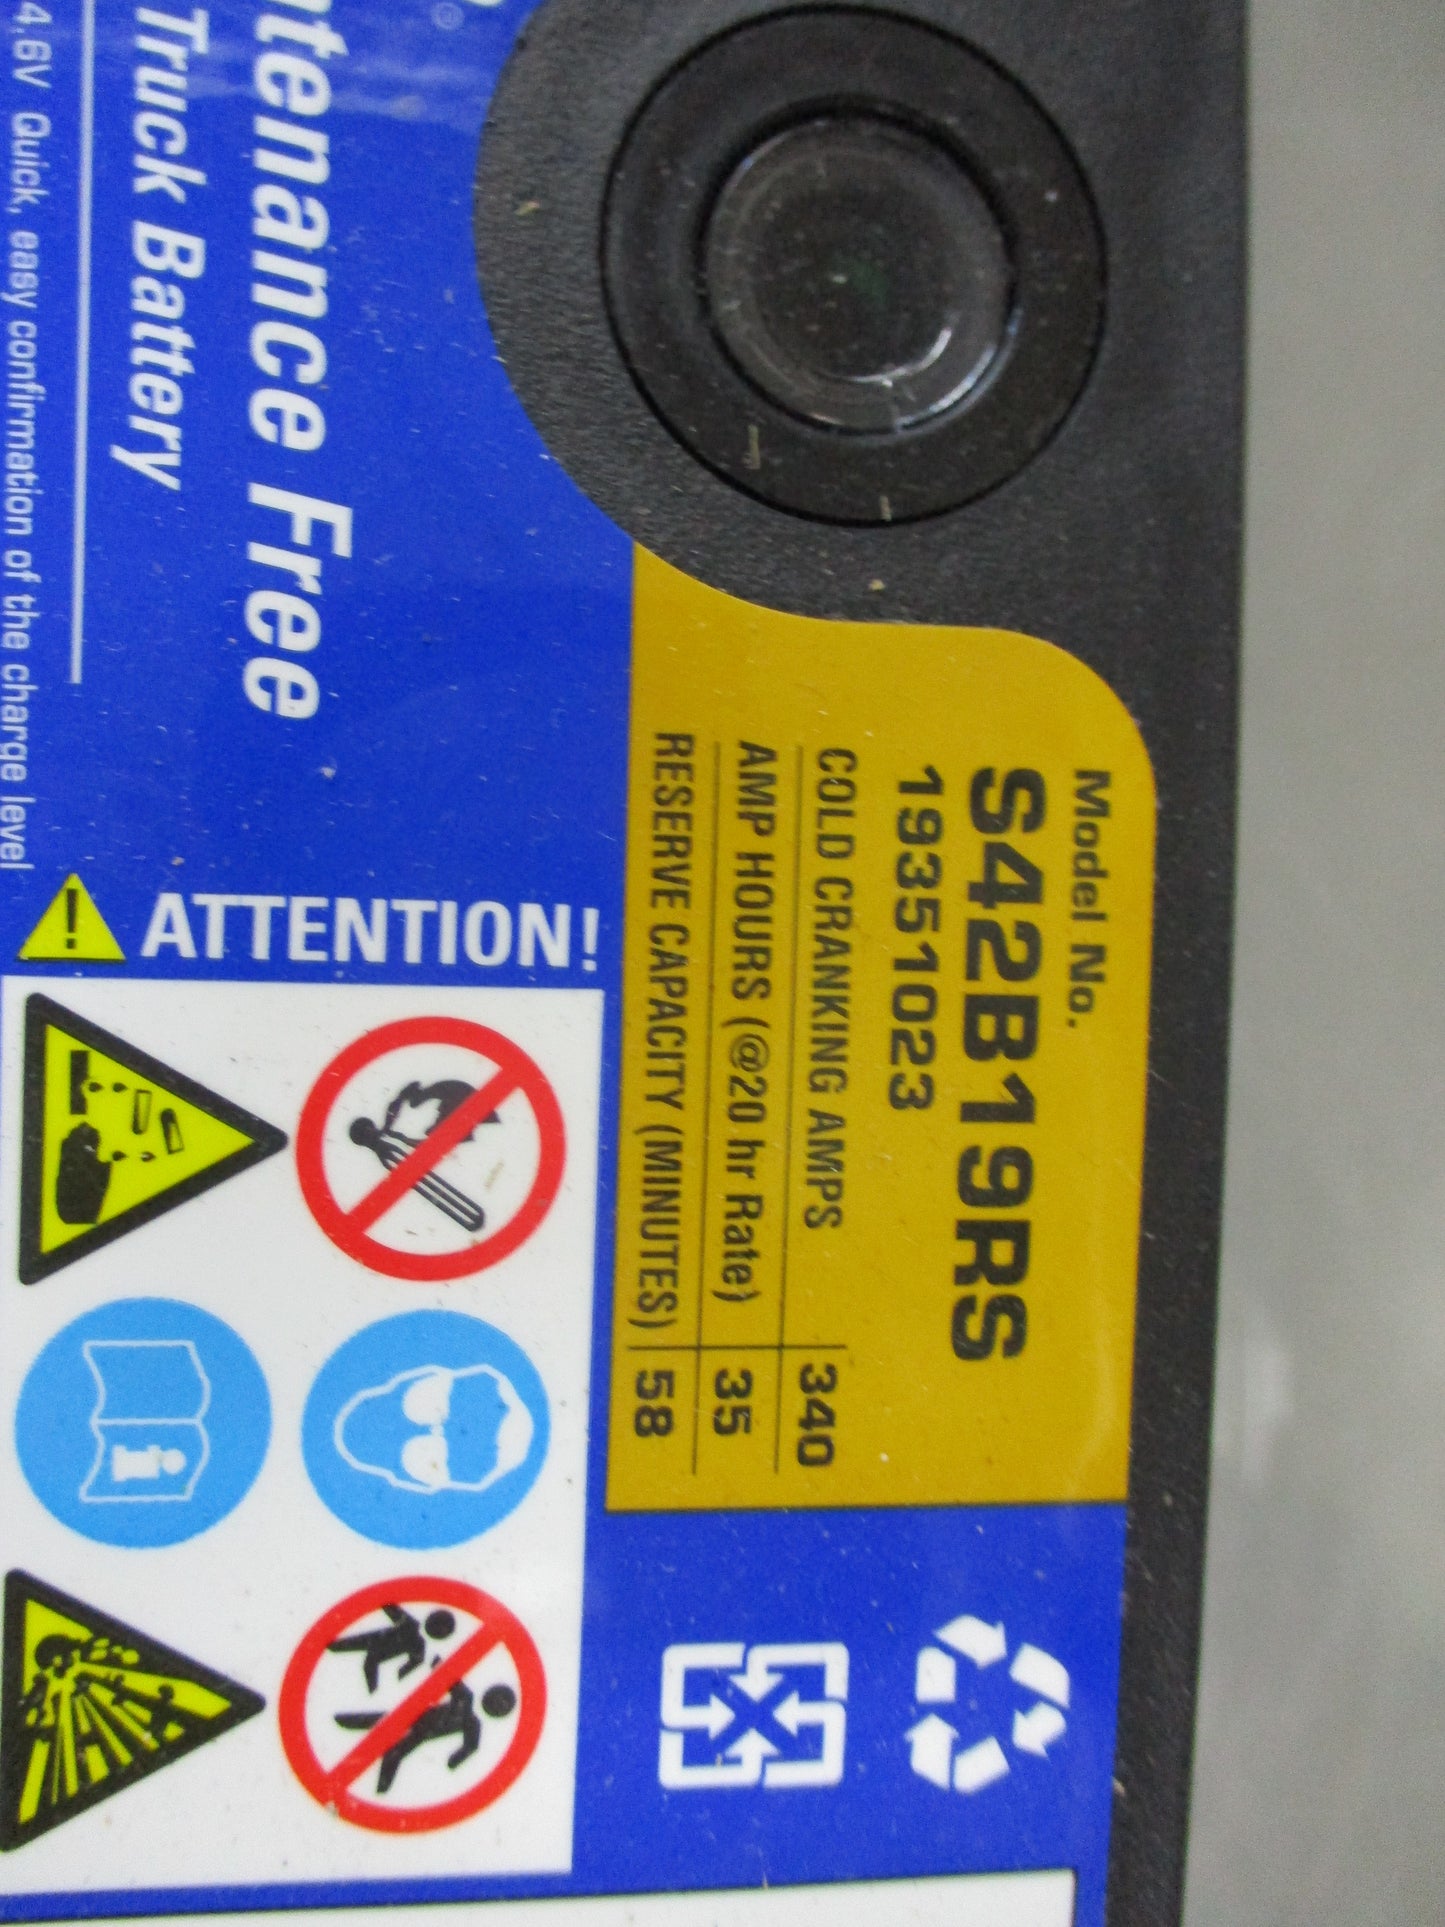 ntenance Free
Truck Battery
4,6V Quick, easy confirmation of the charge level
Model No.
S42B19RS
19351023
COLD CRANKING AMPS 340
AMP HOURS (@20 hr Rate) 35
RESERVE CAPACITY (MINUTES) 58
! ATTENTION!